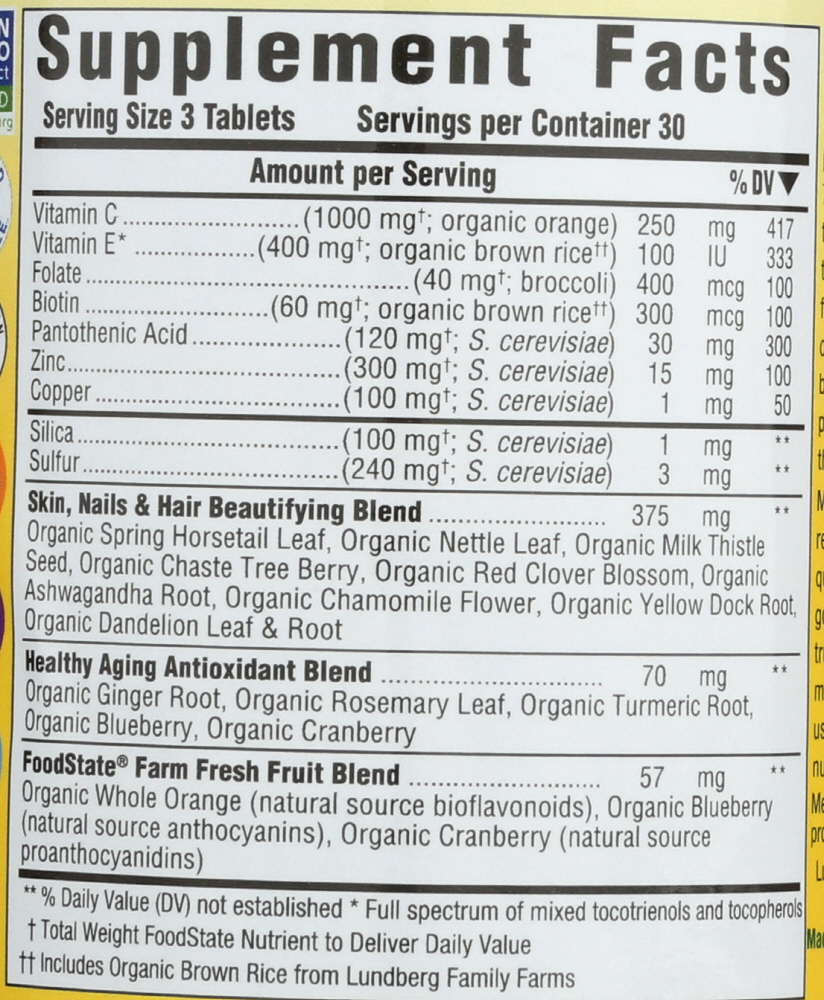 Supplement Facts
Serving Size 3 Tablets Servings per Container 30
Amount per Serving % DV▼
Vitamin C ........................(1000 mg†; organic orange) 250 mg 417
Vitamin E* .................(400 mg†; organic brown rice††) 100 IU 333
Folate .............................................(40 mg†; broccoli) 400 mcg 100
Biotin .........................(60 mg†; organic brown rice††) 300 mcg 100
Pantothenic Acid ....................(120 mg†; S. cerevisiae) 30 mg 300
Zinc......................................(300 mg†; S. cerevisiae) 15 mg 100
Copper ..................................(100 mg†; S. cerevisiae) 1 mg 50
Silica ....................................(100 mg†; S. cerevisiae) 1 mg **
Sulfur....................................(240 mg†; S. cerevisiae) 3 mg **
Skin, Nails & Hair Beautifying Blend ......................... 375 mg **
Organic Spring Horsetail Leaf, Organic Nettle Leaf, Organic Milk Thistle
Seed, Organic Chaste Tree Berry, Organic Red Clover Blossom, Organic
Ashwagandha Root, Organic Chamomile Flower, Organic Yellow Dock Root,
Organic Dandelion Leaf & Root
Healthy Aging Antioxidant Blend ............................... 70 mg **
Organic Ginger Root, Organic Rosemary Leaf, Organic Turmeric Root,
Organic Blueberry, Organic Cranberry
FoodState® Farm Fresh Fruit Blend ........................... 57 mg **
Organic Whole Orange (natural source bioflavonoids), Organic Blueberry
(natural source anthocyanins), Organic Cranberry (natural source
proanthocyanidins)
** % Daily Value (DV) not established * Full spectrum of mixed tocotrienols and tocopherols
† Total Weight FoodState Nutrient to Deliver Daily Value
†† Includes Organic Brown Rice from Lundberg Family Farms